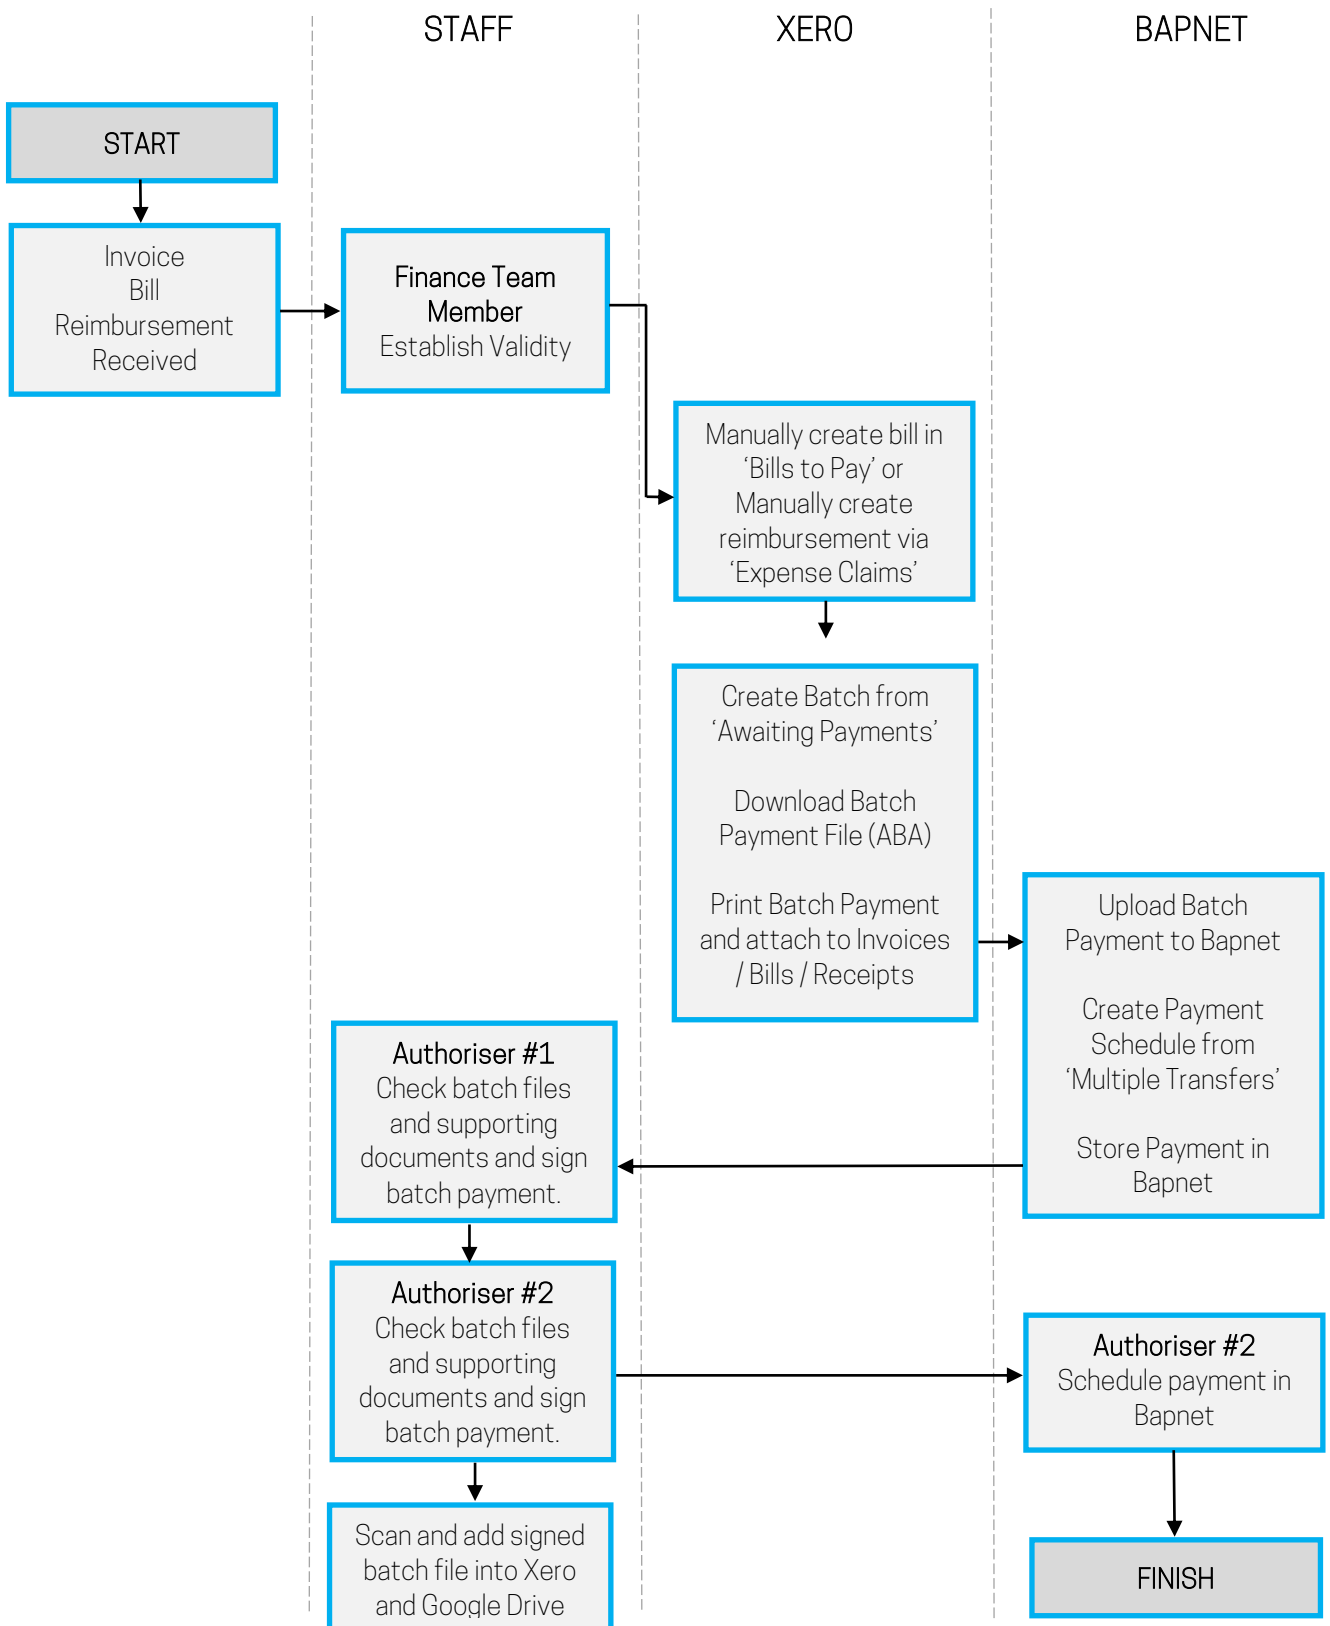 STAFF
XERO
BAPNET
START
Invoice
Bill
Reimbursement
Received
Finance Team
Member
Establish Validity
Manually create bill in
‘Bills to Pay’ or
Manually create
reimbursement via
‘Expense Claims’
Create Batch from
‘Awaiting Payments’
Download Batch
Payment File (ABA)
Print Batch Payment
and attach to Invoices
/ Bills / Receipts
Upload Batch
Payment to Bapnet
Create Payment
Schedule from
‘Multiple Transfers’
Store Payment in
Bapnet
Authoriser #1
Check batch files
and supporting
documents and sign
batch payment.
Authoriser #2
Check batch files
and supporting
documents and sign
batch payment.
Authoriser #2
Schedule payment in
Bapnet
Scan and add signed
batch file into Xero
and Google Drive
FINISH